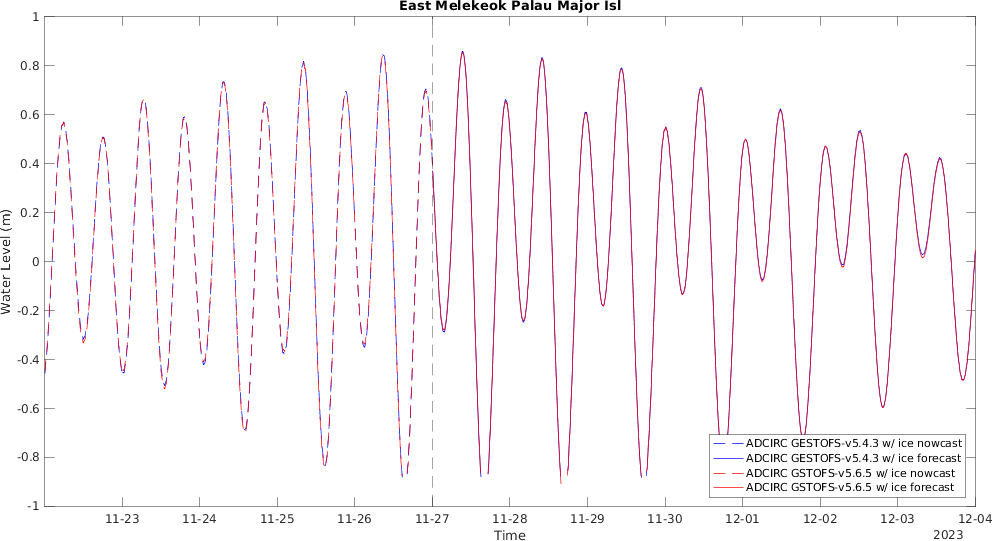 East Melekeok Palau Major Isl
1
0.8
0.6
0.4
0.2
0
-0.2
-0.4
-0.6
-0.8
-1
Water Level (m)
11-23 11-24 11-25 11-26 11-27 11-28 11-29 11-30 12-01 12-02 12-03 12-04
Time
2023
ADCIRC GESTOFS-v5.4.3 w/ ice nowcast
ADCIRC GESTOFS-v5.4.3 w/ ice forecast
ADCIRC GSTOFS-v5.6.5 w/ ice nowcast
ADCIRC GSTOFS-v5.6.5 w/ ice forecast